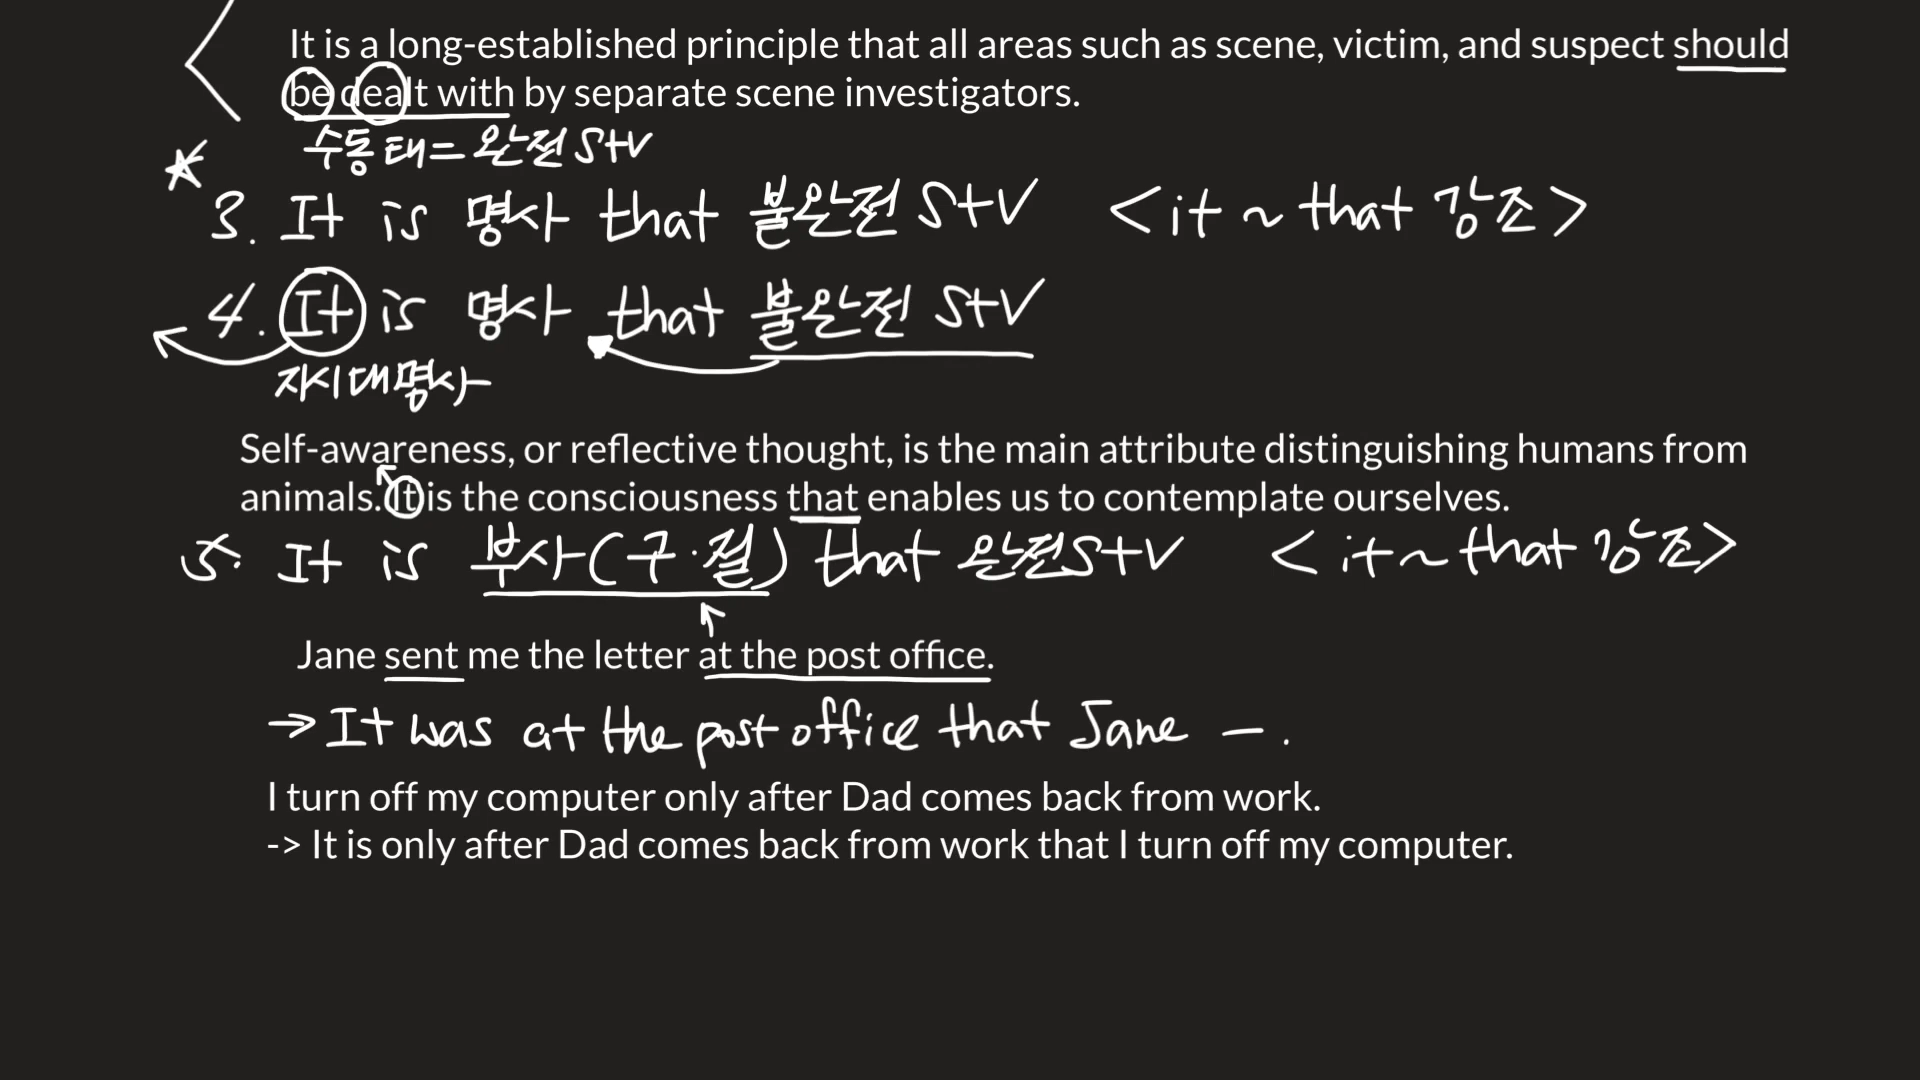 It is a long-established principle that all areas such as scene, victim, and suspect should
be dealt with by separate scene investigators.
수동태 = 완전 S+V
3. It is 명사 that 불완전 S+V <it ~ that 강조>
4. It is 명사 that 불완전 S+V
지시대명사
Self-awareness, or reflective thought, is the main attribute distinguishing humans from
animals. It is the consciousness that enables us to contemplate ourselves.
5. It is 부사(구·절) that 완전S+V <it ~ that 강조>
Jane sent me the letter at the post office.
→ It was at the post office that Jane — .
I turn off my computer only after Dad comes back from work.
-> It is only after Dad comes back from work that I turn off my computer.